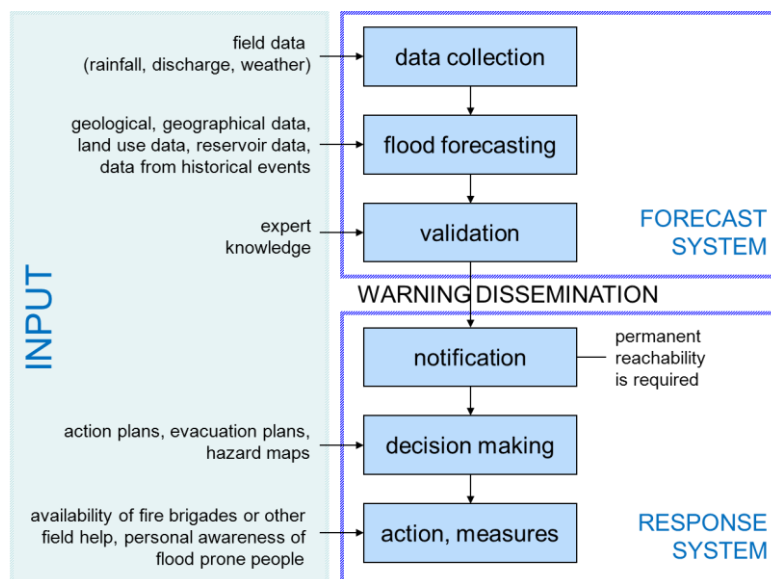 field data
(rainfall, discharge, weather)
data collection
geological, geographical data,
land use data, reservoir data,
data from historical events
flood forecasting
expert
knowledge
validation
FORECAST
SYSTEM
WARNING DISSEMINATION
INPUT
notification
permanent
reachability
is required
action plans, evacuation plans,
hazard maps
decision making
availability of fire brigades or other
field help, personal awareness of
flood prone people
action, measures
RESPONSE
SYSTEM